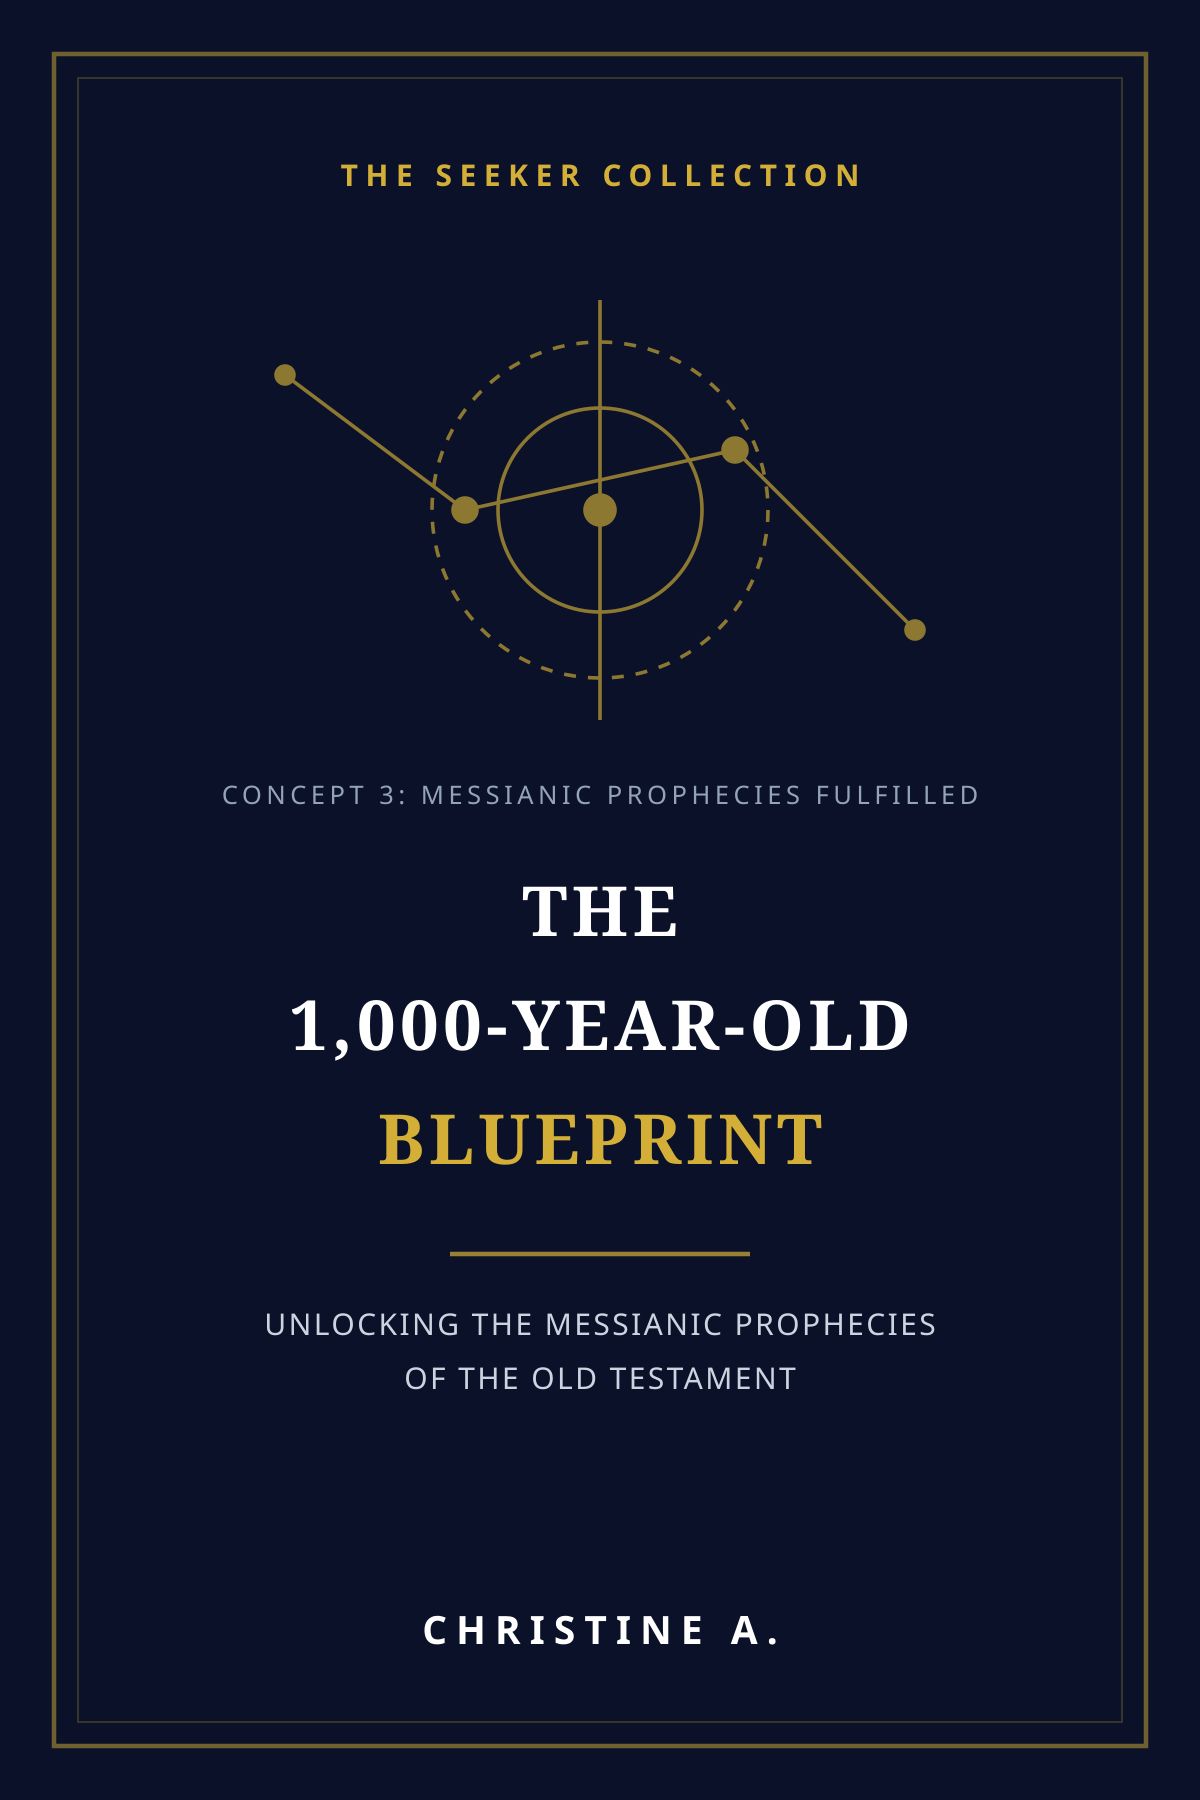 THE SEEKER COLLECTION
CONCEPT 3: MESSIANIC PROPHECIES FULFILLED
THE
1,000-YEAR-OLD
BLUEPRINT
UNLOCKING THE MESSIANIC PROPHECIES
OF THE OLD TESTAMENT
CHRISTINE A.